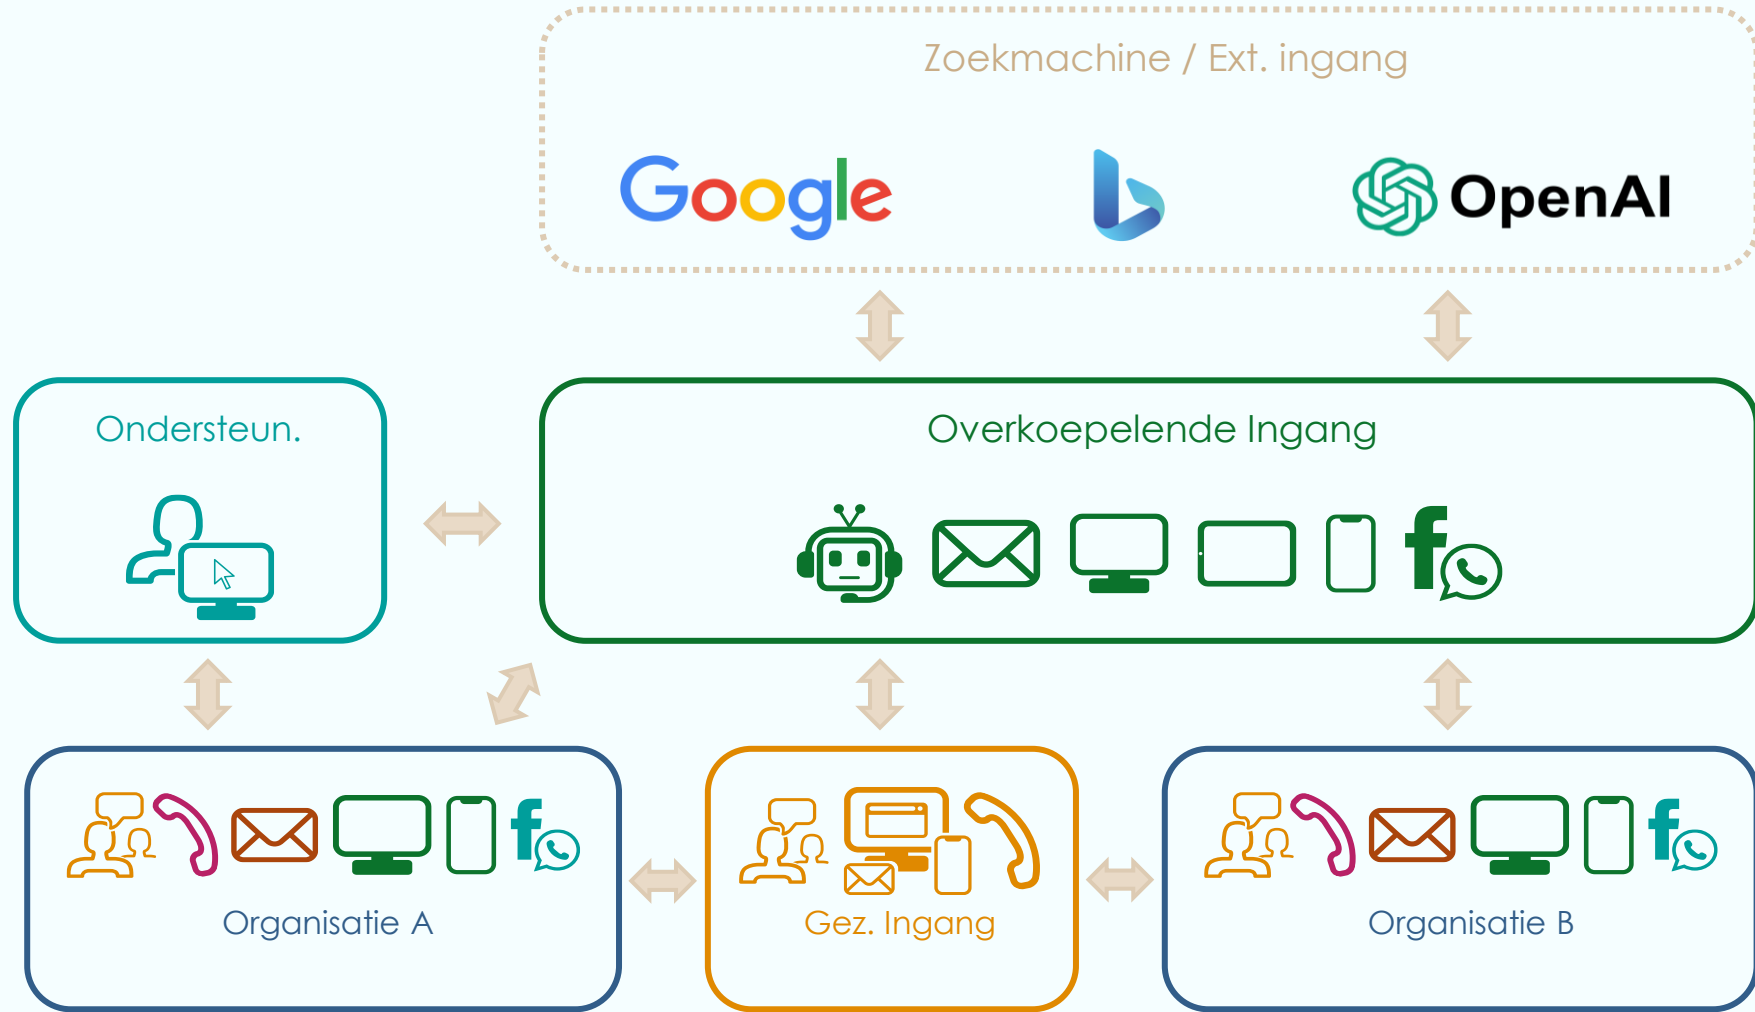 Zoekmachine / Ext. ingang
Google
OpenAI
Ondersteun.
Overkoepelende Ingang
Organisatie A
Gez. Ingang
Organisatie B